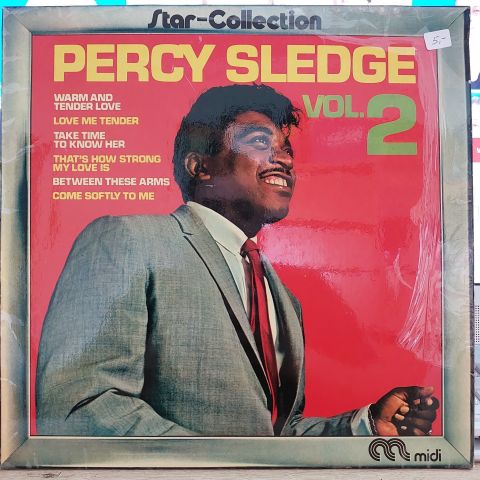 Star-Collection
5,-
PERCY SLEDGE
VOL. 2
WARM AND
TENDER LOVE
LOVE ME TENDER
TAKE TIME
TO KNOW HER
THAT'S HOW STRONG
MY LOVE IS
BETWEEN THESE ARMS
COME SOFTLY TO ME
midi